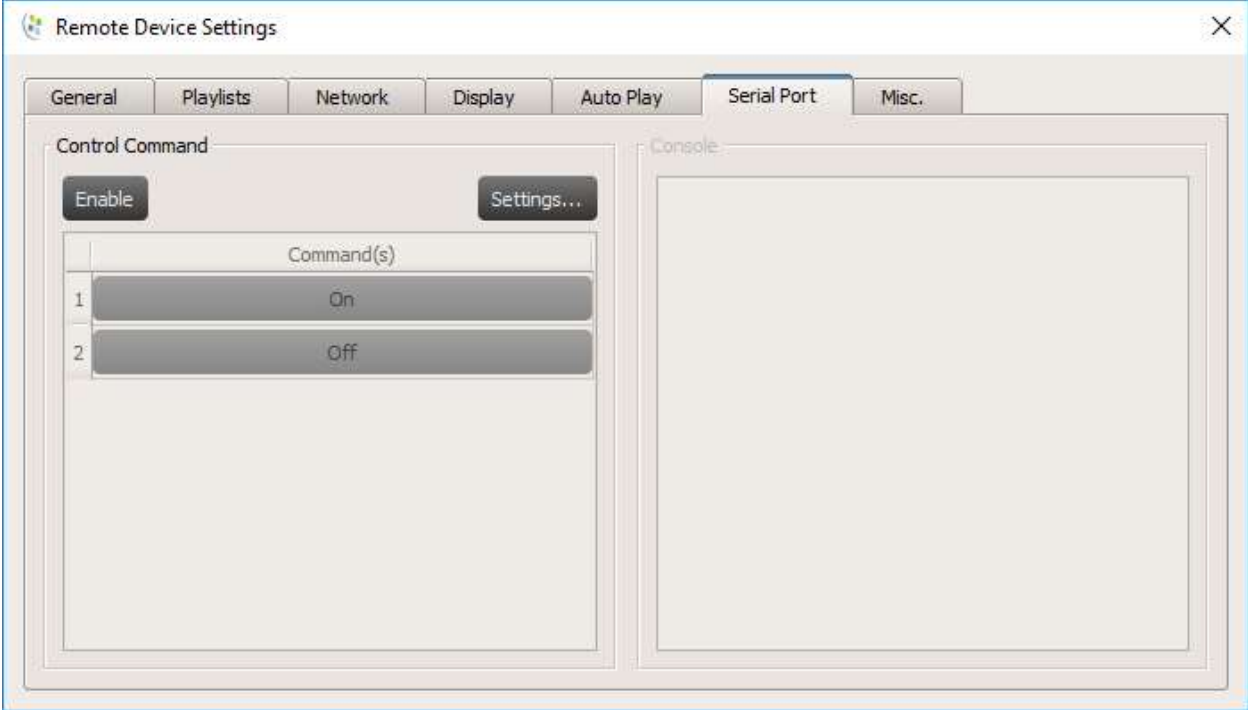 Remote Device Settings
General Playlists Network Display Auto Play Serial Port Misc.
Control Command
Enable Settings...
Command(s)
1 On
2 Off
Console